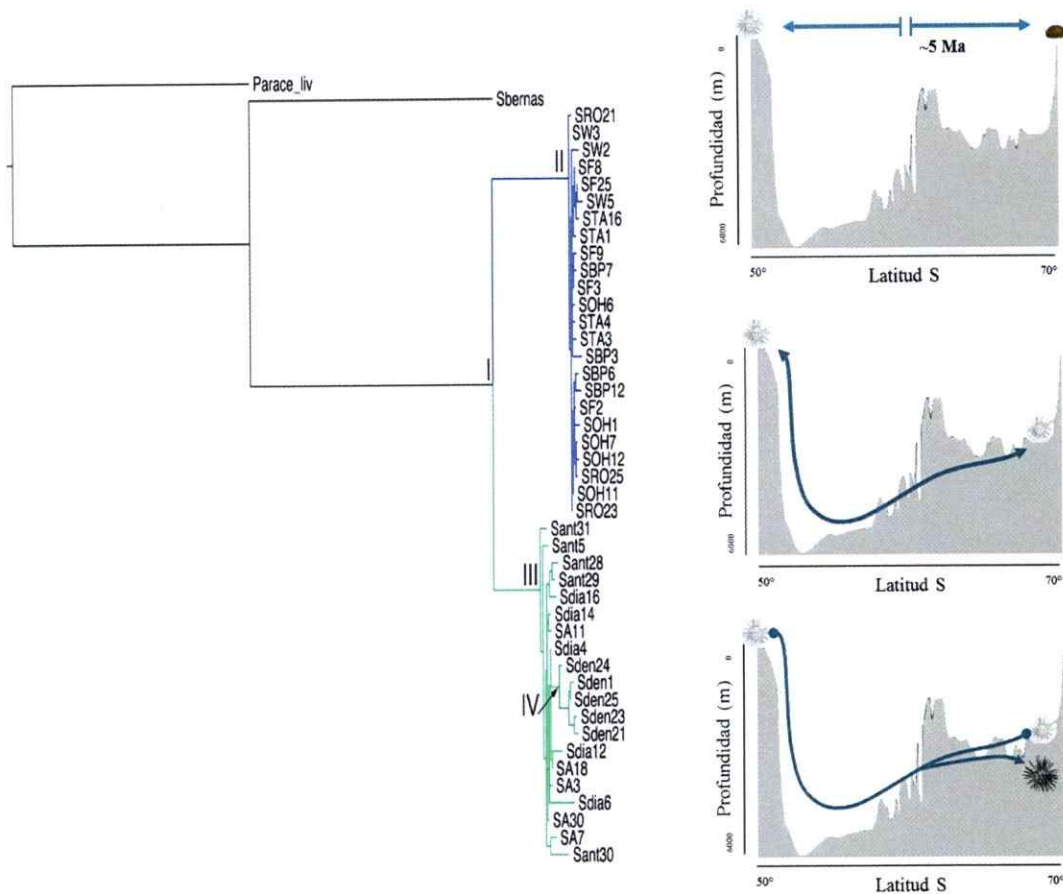 Parace_liv
Sbernas
SRO21
SW3
II
SW2
SF8
SF25
SW5
STA16
STA1
SF9
SBP7
SF3
SOH6
STA4
STA3
SBP3
I
SBP6
SBP12
SF2
SOH1
SOH7
SOH12
SRO25
SOH11
SRO23
Sant31
Sant5
III
Sant28
Sant29
Sdia16
Sdia14
SA11
Sdia4
Sden24
Sden1
IV
Sden25
Sden23
Sden21
Sdia12
SA18
SA3
Sdia6
SA30
SA7
Sant30
~5 Ma
0
Profundidad (m)
6000
50°
70°
Latitud S
0
Profundidad (m)
6000
50°
70°
Latitud S
0
Profundidad (m)
6000
50°
70°
Latitud S